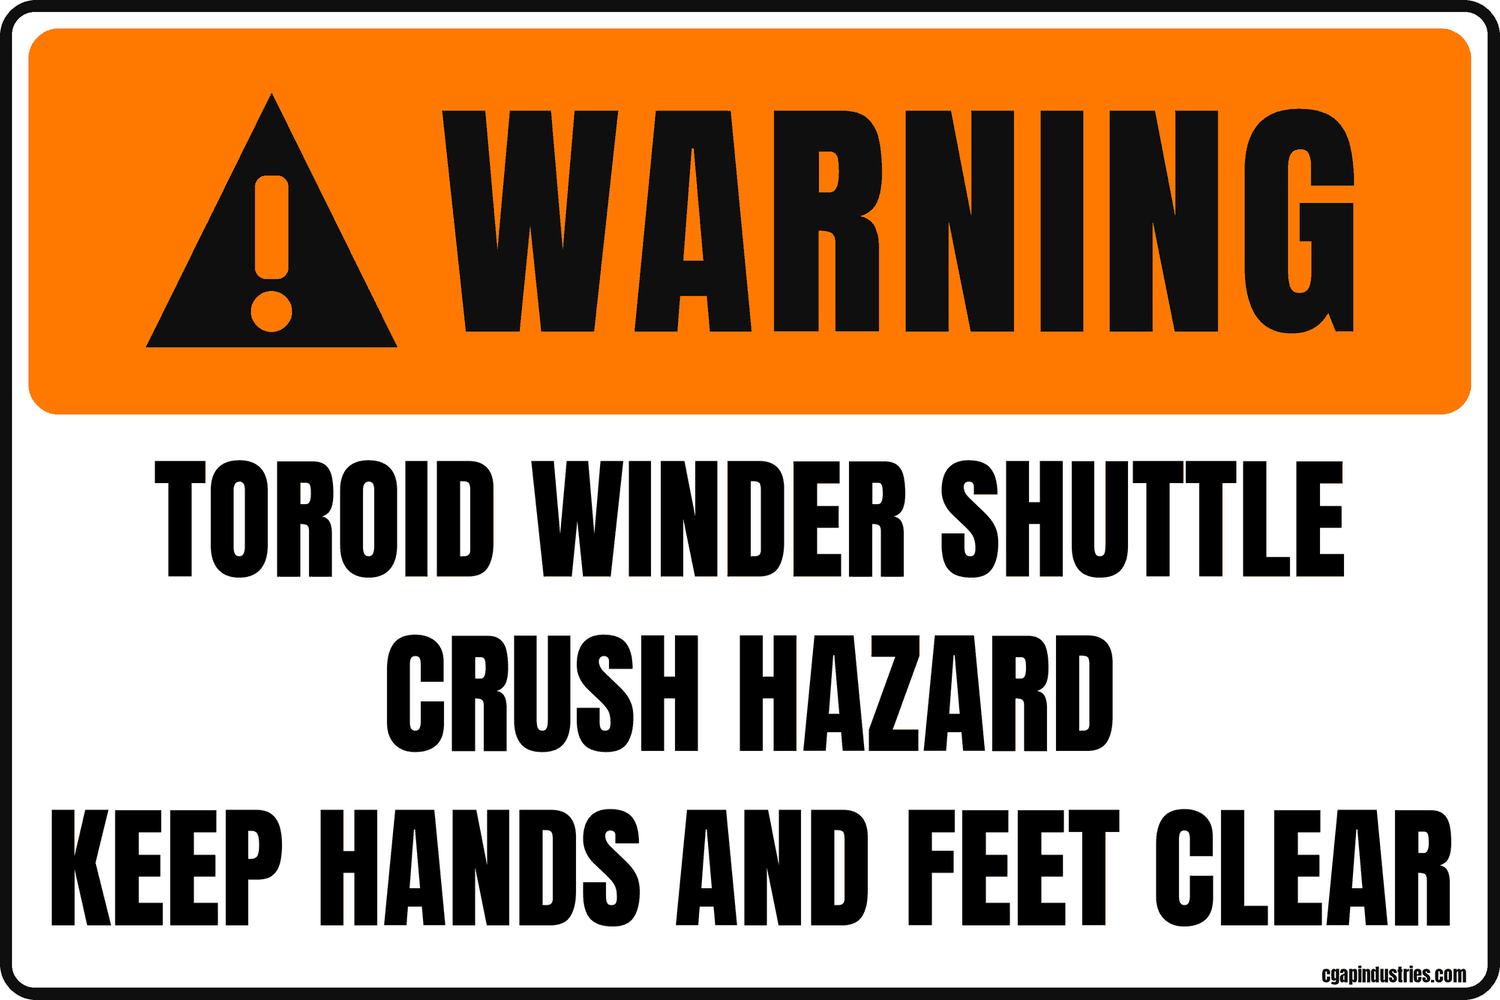 WARNING
TOROID WINDER SHUTTLE
CRUSH HAZARD
KEEP HANDS AND FEET CLEAR
cgapindustries.com